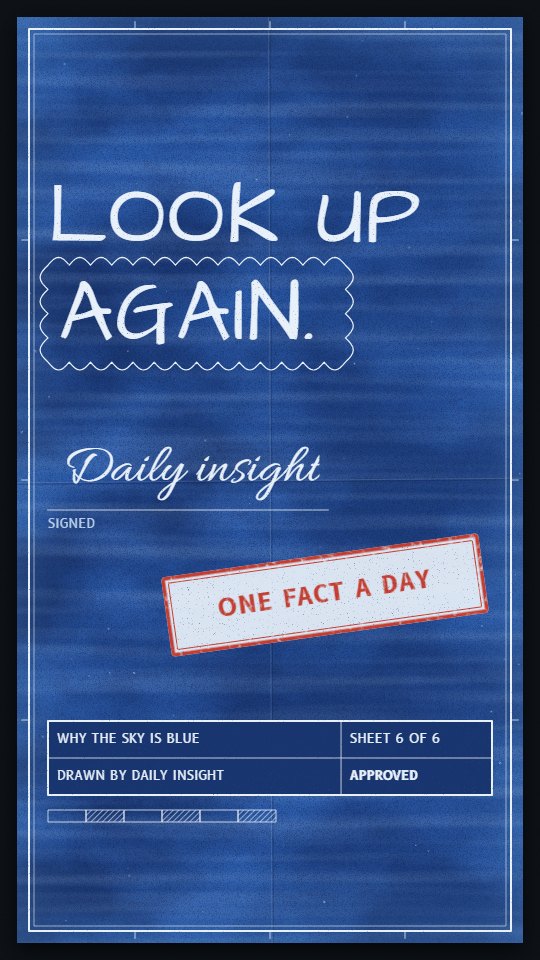 LOOK UP
AGAIN.
Daily insight
SIGNED
ONE FACT A DAY
WHY THE SKY IS BLUE
SHEET 6 OF 6
DRAWN BY DAILY INSIGHT
APPROVED